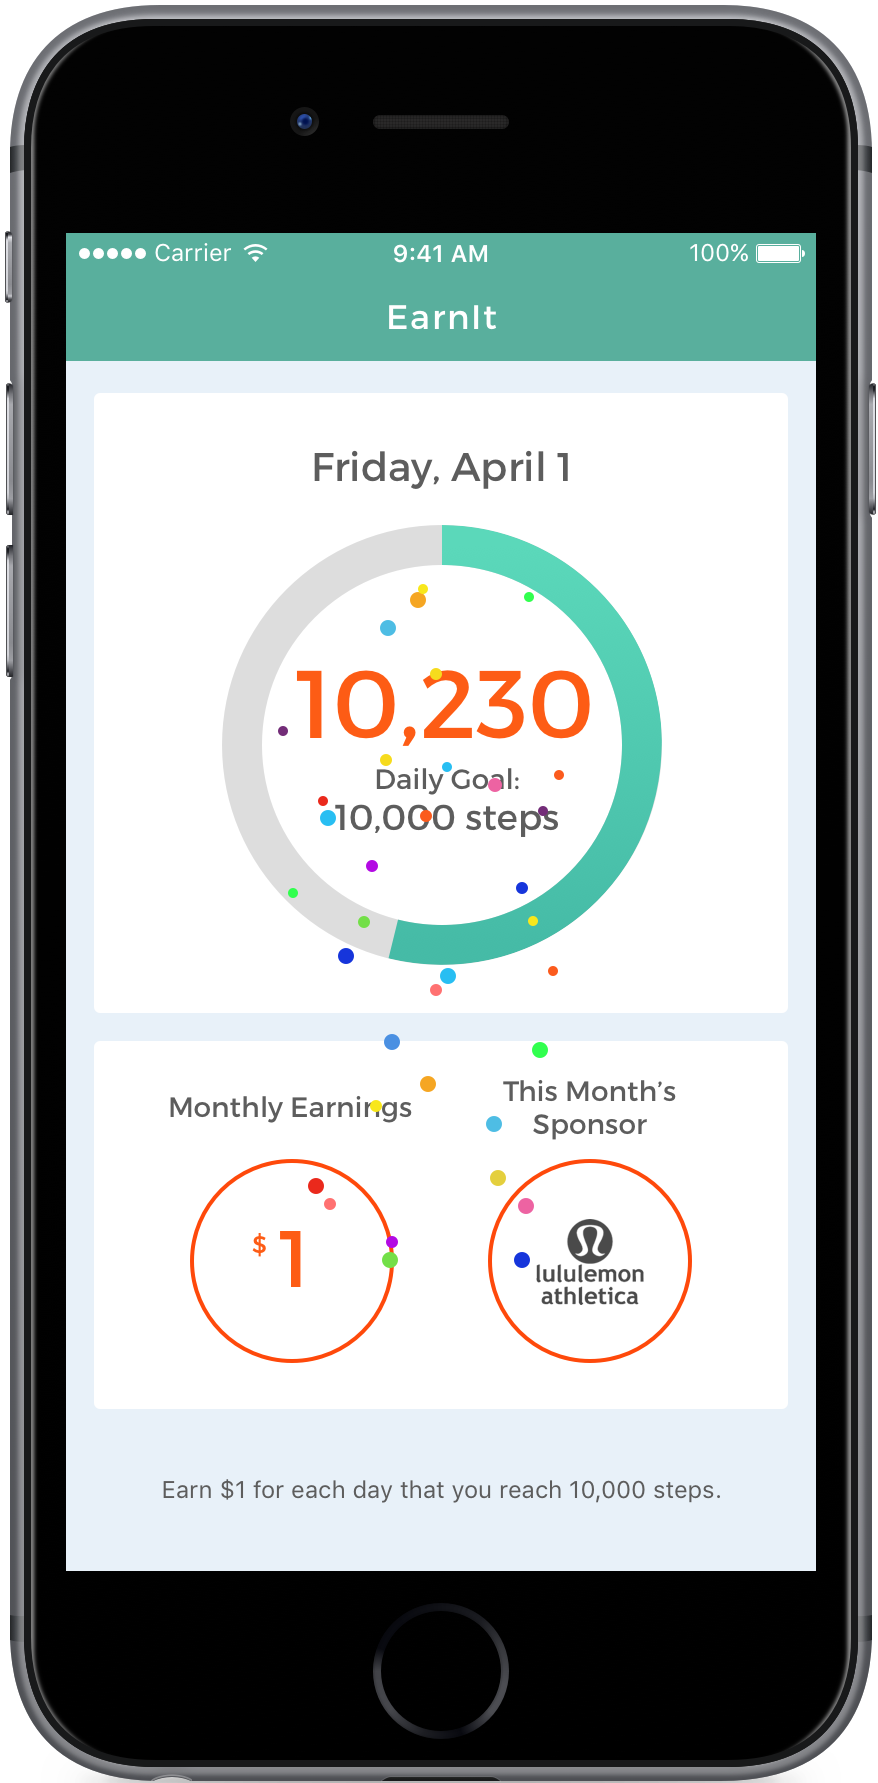 Carrier 9:41 AM 100%
EarnIt
Friday, April 1
10,230
Daily Goal:
10,000 steps
Monthly Earnings
$1
This Month's
Sponsor
lululemon
athletica
Earn $1 for each day that you reach 10,000 steps.